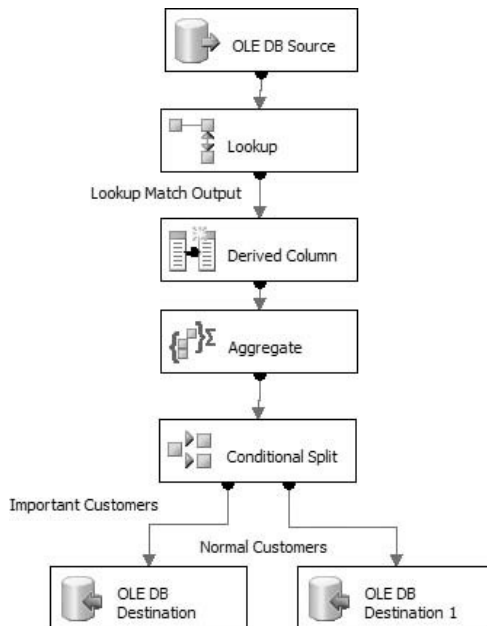 OLE DB Source
Lookup
Lookup Match Output
Derived Column
Aggregate
Conditional Split
Important Customers
Normal Customers
OLE DB
Destination
OLE DB
Destination 1